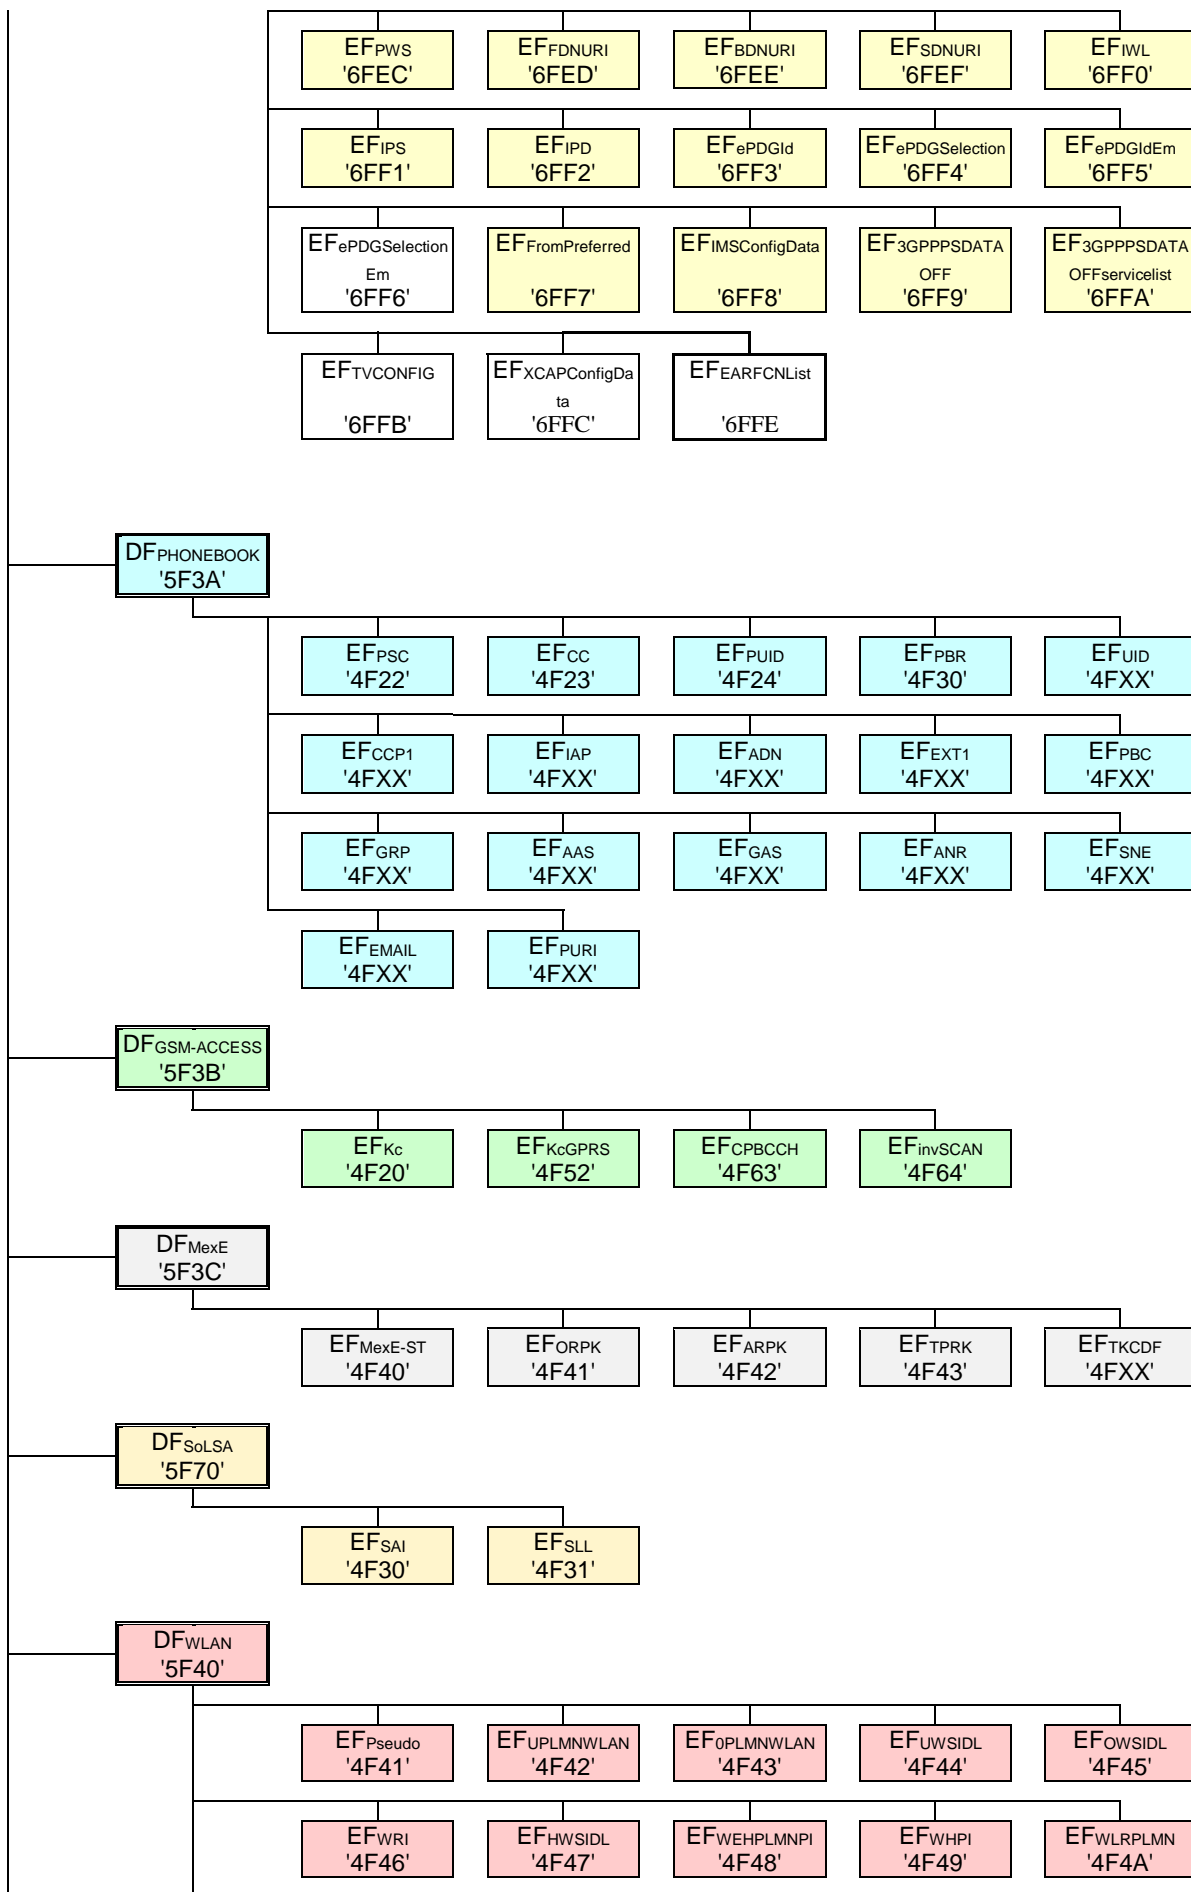 EFPWS EFFDNURI EFBDNURI EFSDNURI EFIWL
'6FEC' '6FED' '6FEE' '6FEF' '6FF0'
EFIPS EFIPD EFePDGId EFePDGSelection EFePDGIdEm
'6FF1' '6FF2' '6FF3' '6FF4' '6FF5'
EFePDGSelection EFFromPreferred EFIMSConfigData EF3GPPPSDATA EF3GPPPSDATA
Em OFF OFFservicelist
'6FF6' '6FF7' '6FF8' '6FF9' '6FFA'
EFTVCONFIG EFXCAPConfigDa EFEARFCNList
ta
'6FFB' '6FFC' '6FFE
DFPHONEBOOK
'5F3A'
EFPSC EFCC EFPUID EFPBR EFUID
'4F22' '4F23' '4F24' '4F30' '4FXX'
EFCCP1 EFIAP EFADN EFEXT1 EFPBC
'4FXX' '4FXX' '4FXX' '4FXX' '4FXX'
EFGRP EFAAS EFGAS EFANR EFSNE
'4FXX' '4FXX' '4FXX' '4FXX' '4FXX'
EFEMAIL EFPURI
'4FXX' '4FXX'
DFGSM-ACCESS
'5F3B'
EFKc EFKcGPRS EFCPBCCH EFinvSCAN
'4F20' '4F52' '4F63' '4F64'
DFMexE
'5F3C'
EFMexE-ST EFORPK EFARPK EFTPRK EFTKCDF
'4F40' '4F41' '4F42' '4F43' '4FXX'
DFSoLSA
'5F70'
EFSAI EFSLL
'4F30' '4F31'
DFWLAN
'5F40'
EFPseudo EFUPLMNWLAN EF0PLMNWLAN EFUWSIDL EFOWSIDL
'4F41' '4F42' '4F43' '4F44' '4F45'
EFWRI EFHWSIDL EFWEHPLMNPI EFWHPI EFWLRPLMN
'4F46' '4F47' '4F48' '4F49' '4F4A'